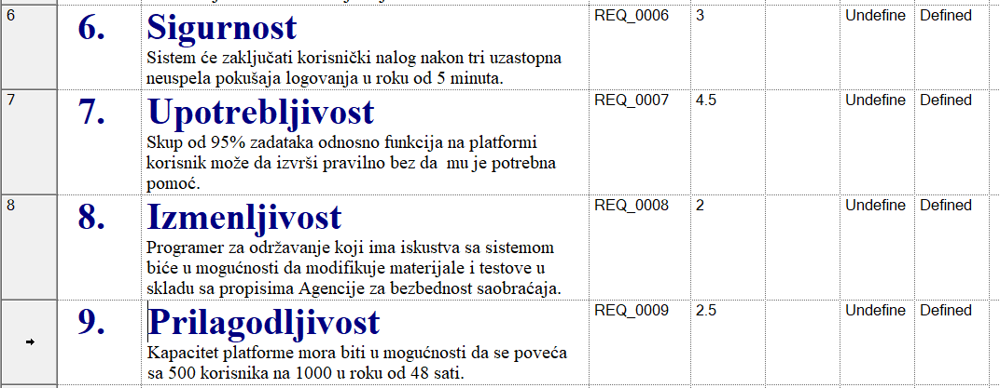 6 6. Sigurnost REQ_0006 3 Undefine Defined
Sistem će zaključati korisnički nalog nakon tri uzastopna
neuspela pokušaja logovanja u roku od 5 minuta.
7 7. Upotrebljivost REQ_0007 4.5 Undefine Defined
Skup od 95% zadataka odnosno funkcija na platformi
korisnik može da izvrši pravilno bez da  mu je potrebna
pomoć.
8 8. Izmenljivost REQ_0008 2 Undefine Defined
Programer za održavanje koji ima iskustva sa sistemom
biće u mogućnosti da modifikuje materijale i testove u
skladu sa propisima Agencije za bezbednost saobraćaja.
9. Prilagodljivost REQ_0009 2.5 Undefine Defined
Kapacitet platforme mora biti u mogućnosti da se poveća
sa 500 korisnika na 1000 u roku od 48 sati.